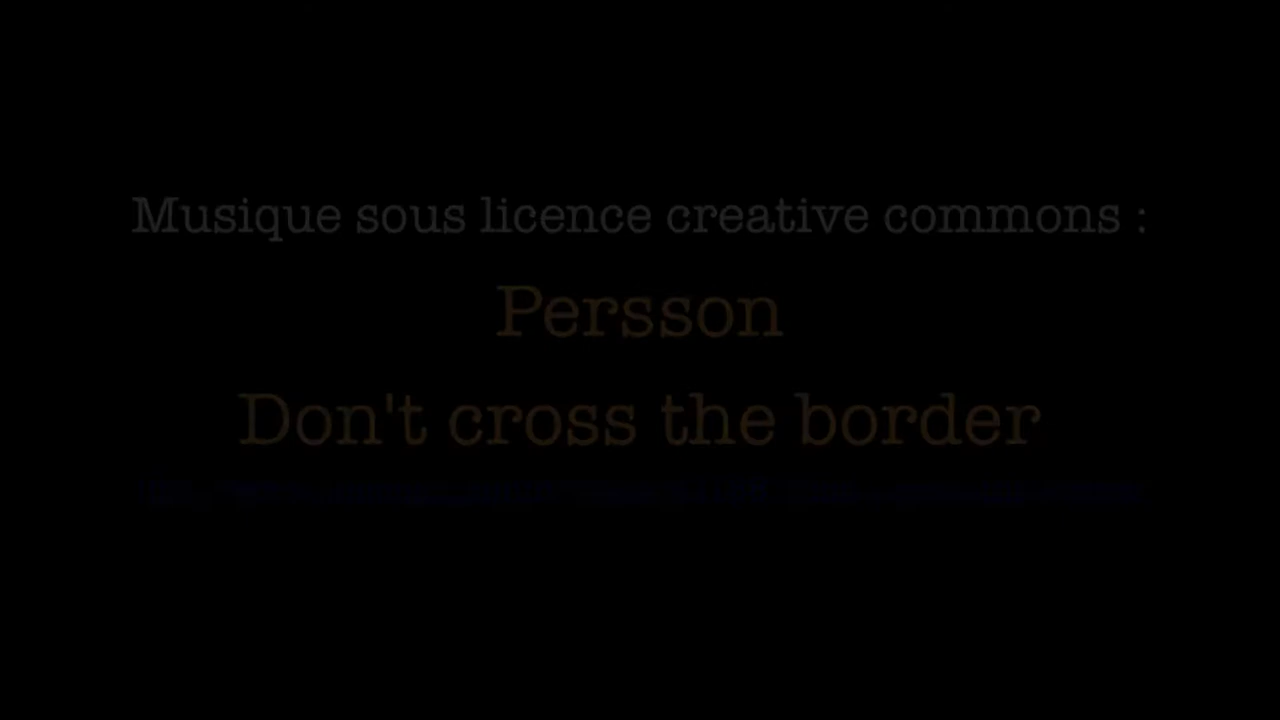 Musique sous licence creative commons :
Persson
Don't cross the border